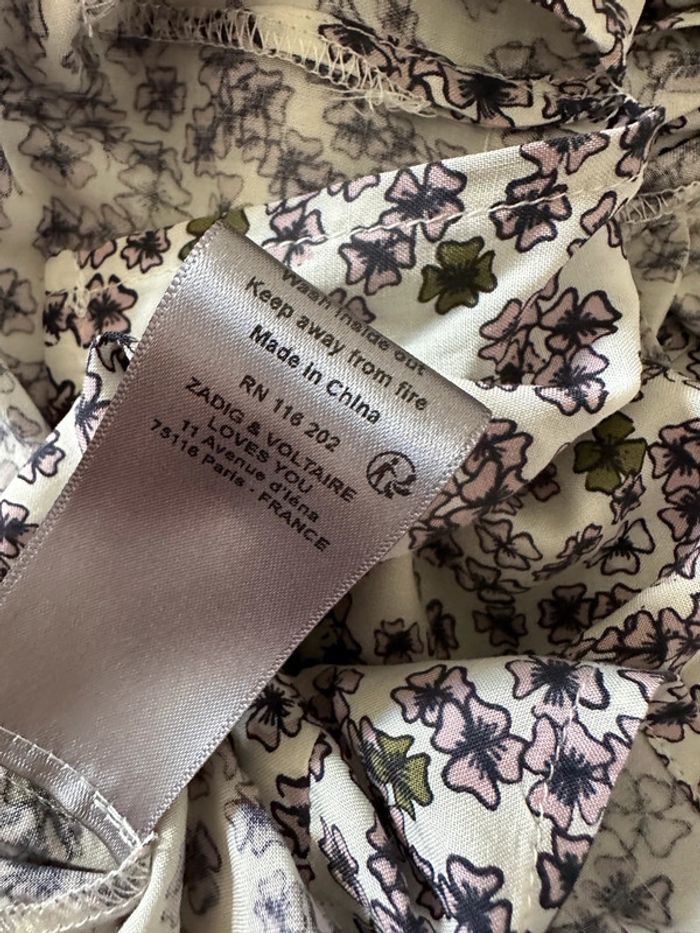 Wash inside out
Keep away from fire
Made in China
RN 116 202
ZADIG & VOLTAIRE
LOVES YOU
11 Avenue d'Iéna
75116 Paris - FRANCE